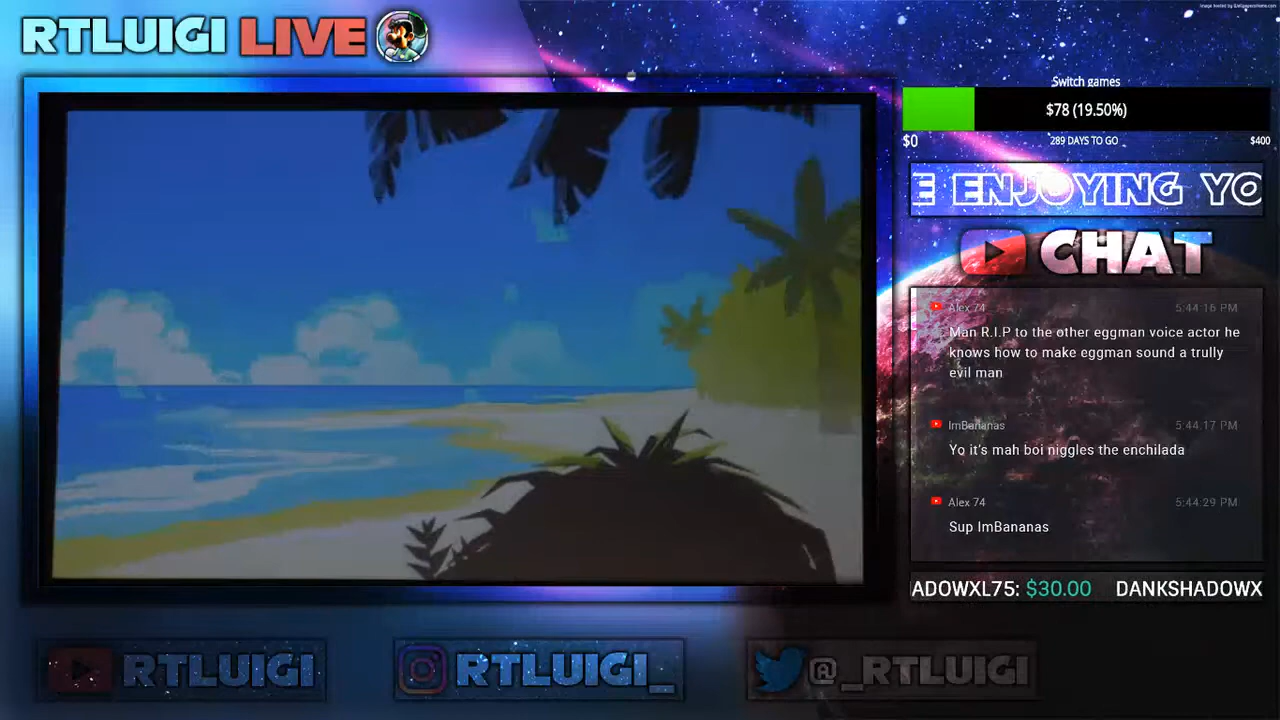 RTLUIGI LIVE
Switch games
$78 (19.50%)
$0
289 DAYS TO GO
$400
E ENJOYING YO
CHAT
Alex 74
5:44:16 PM
Man R.I.P to the other eggman voice actor he
knows how to make eggman sound a trully
evil man
ImBananas
5:44:17 PM
Yo it's mah boi niggles the enchilada
Alex 74
5:44:29 PM
Sup ImBananas
ADOWXL75: $30.00 DANKSHADOWX
RTLUIGI
RTLUIGI_
@_RTLUIGI